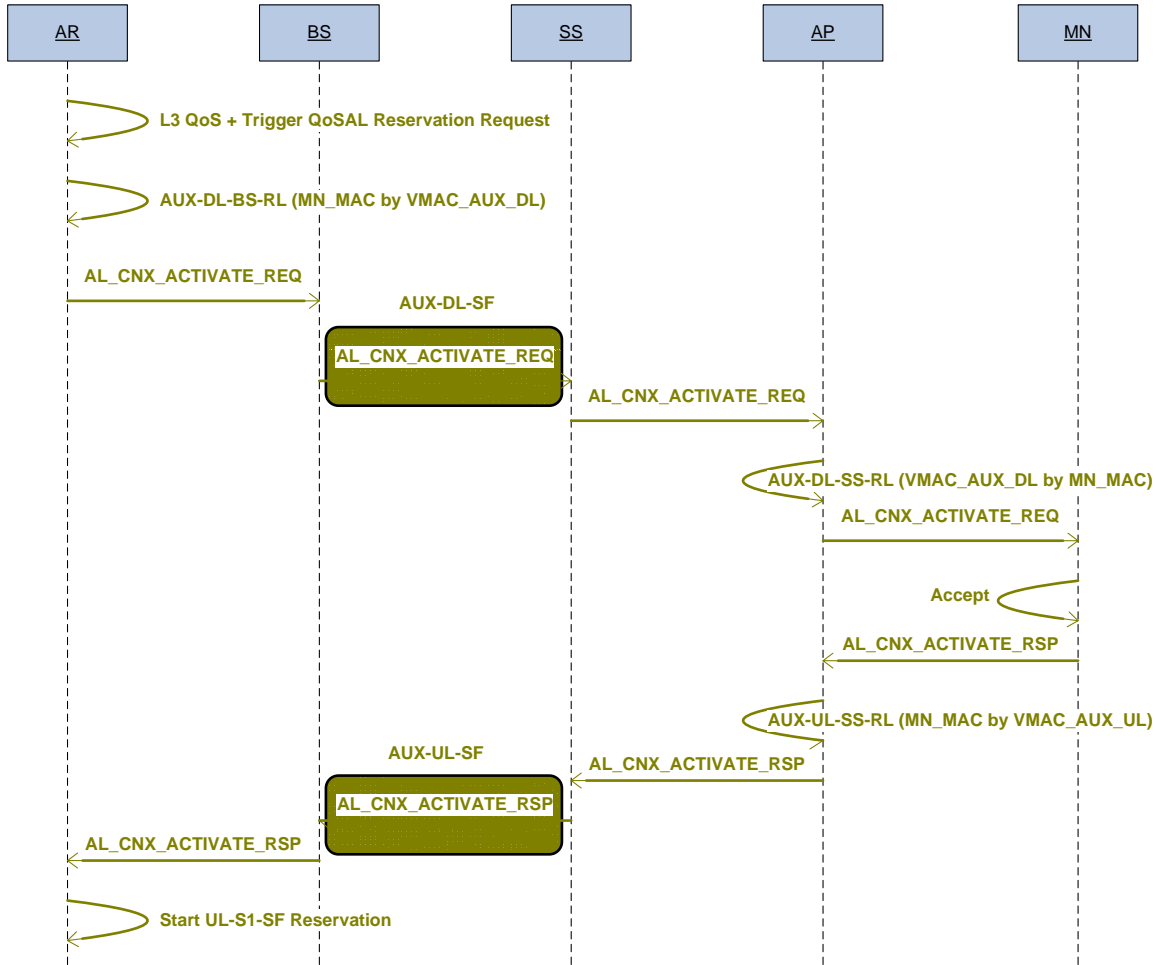 AR
BS
SS
AP
MN
L3 QoS + Trigger QoSAL Reservation Request
AUX-DL-BS-RL (MN_MAC by VMAC_AUX_DL)
AL_CNX_ACTIVATE_REQ
AUX-DL-SF
AL_CNX_ACTIVATE_REQ
AL_CNX_ACTIVATE_REQ
AUX-DL-SS-RL (VMAC_AUX_DL by MN_MAC)
AL_CNX_ACTIVATE_REQ
Accept
AL_CNX_ACTIVATE_RSP
AUX-UL-SS-RL (MN_MAC by VMAC_AUX_UL)
AUX-UL-SF
AL_CNX_ACTIVATE_RSP
AL_CNX_ACTIVATE_RSP
AL_CNX_ACTIVATE_RSP
Start UL-S1-SF Reservation